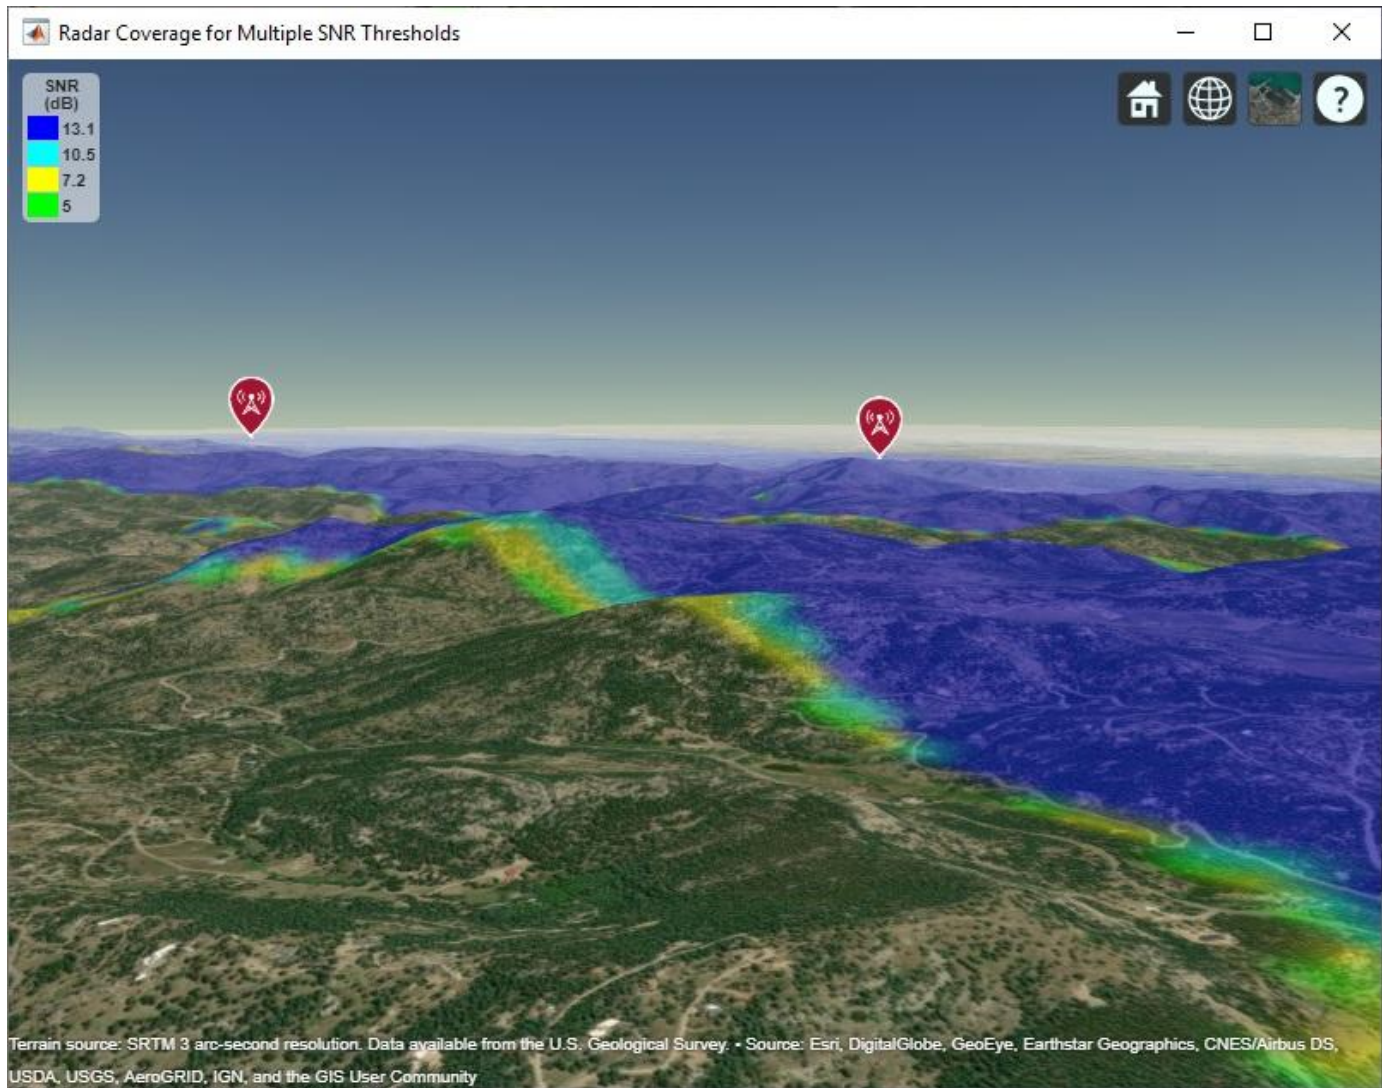 Radar Coverage for Multiple SNR Thresholds
SNR
(dB)
13.1
10.5
7.2
5
?
Terrain source: SRTM 3 arc-second resolution. Data available from the U.S. Geological Survey. • Source: Esri, DigitalGlobe, GeoEye, Earthstar Geographics, CNES/Airbus DS,
USDA, USGS, AeroGRID, IGN, and the GIS User Community